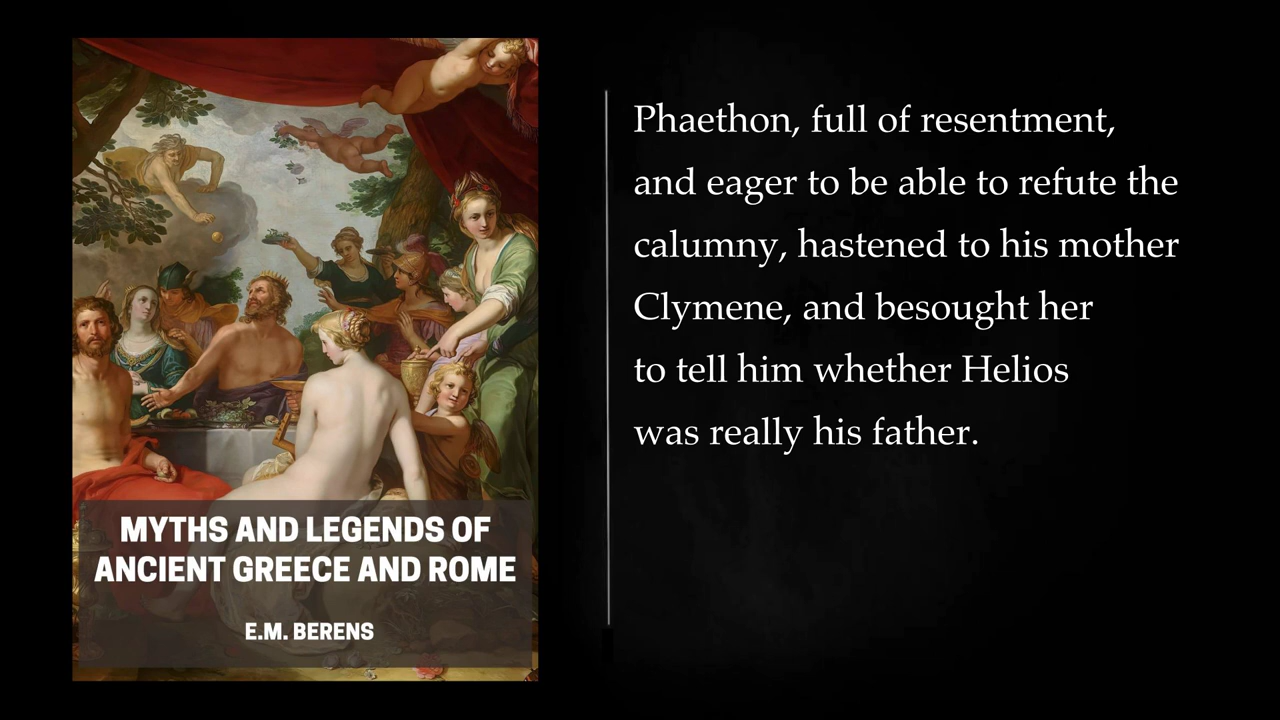 MYTHS AND LEGENDS OF
ANCIENT GREECE AND ROME
E.M. BERENS
Phaethon, full of resentment,
and eager to be able to refute the
calumny, hastened to his mother
Clymene, and besought her
to tell him whether Helios
was really his father.